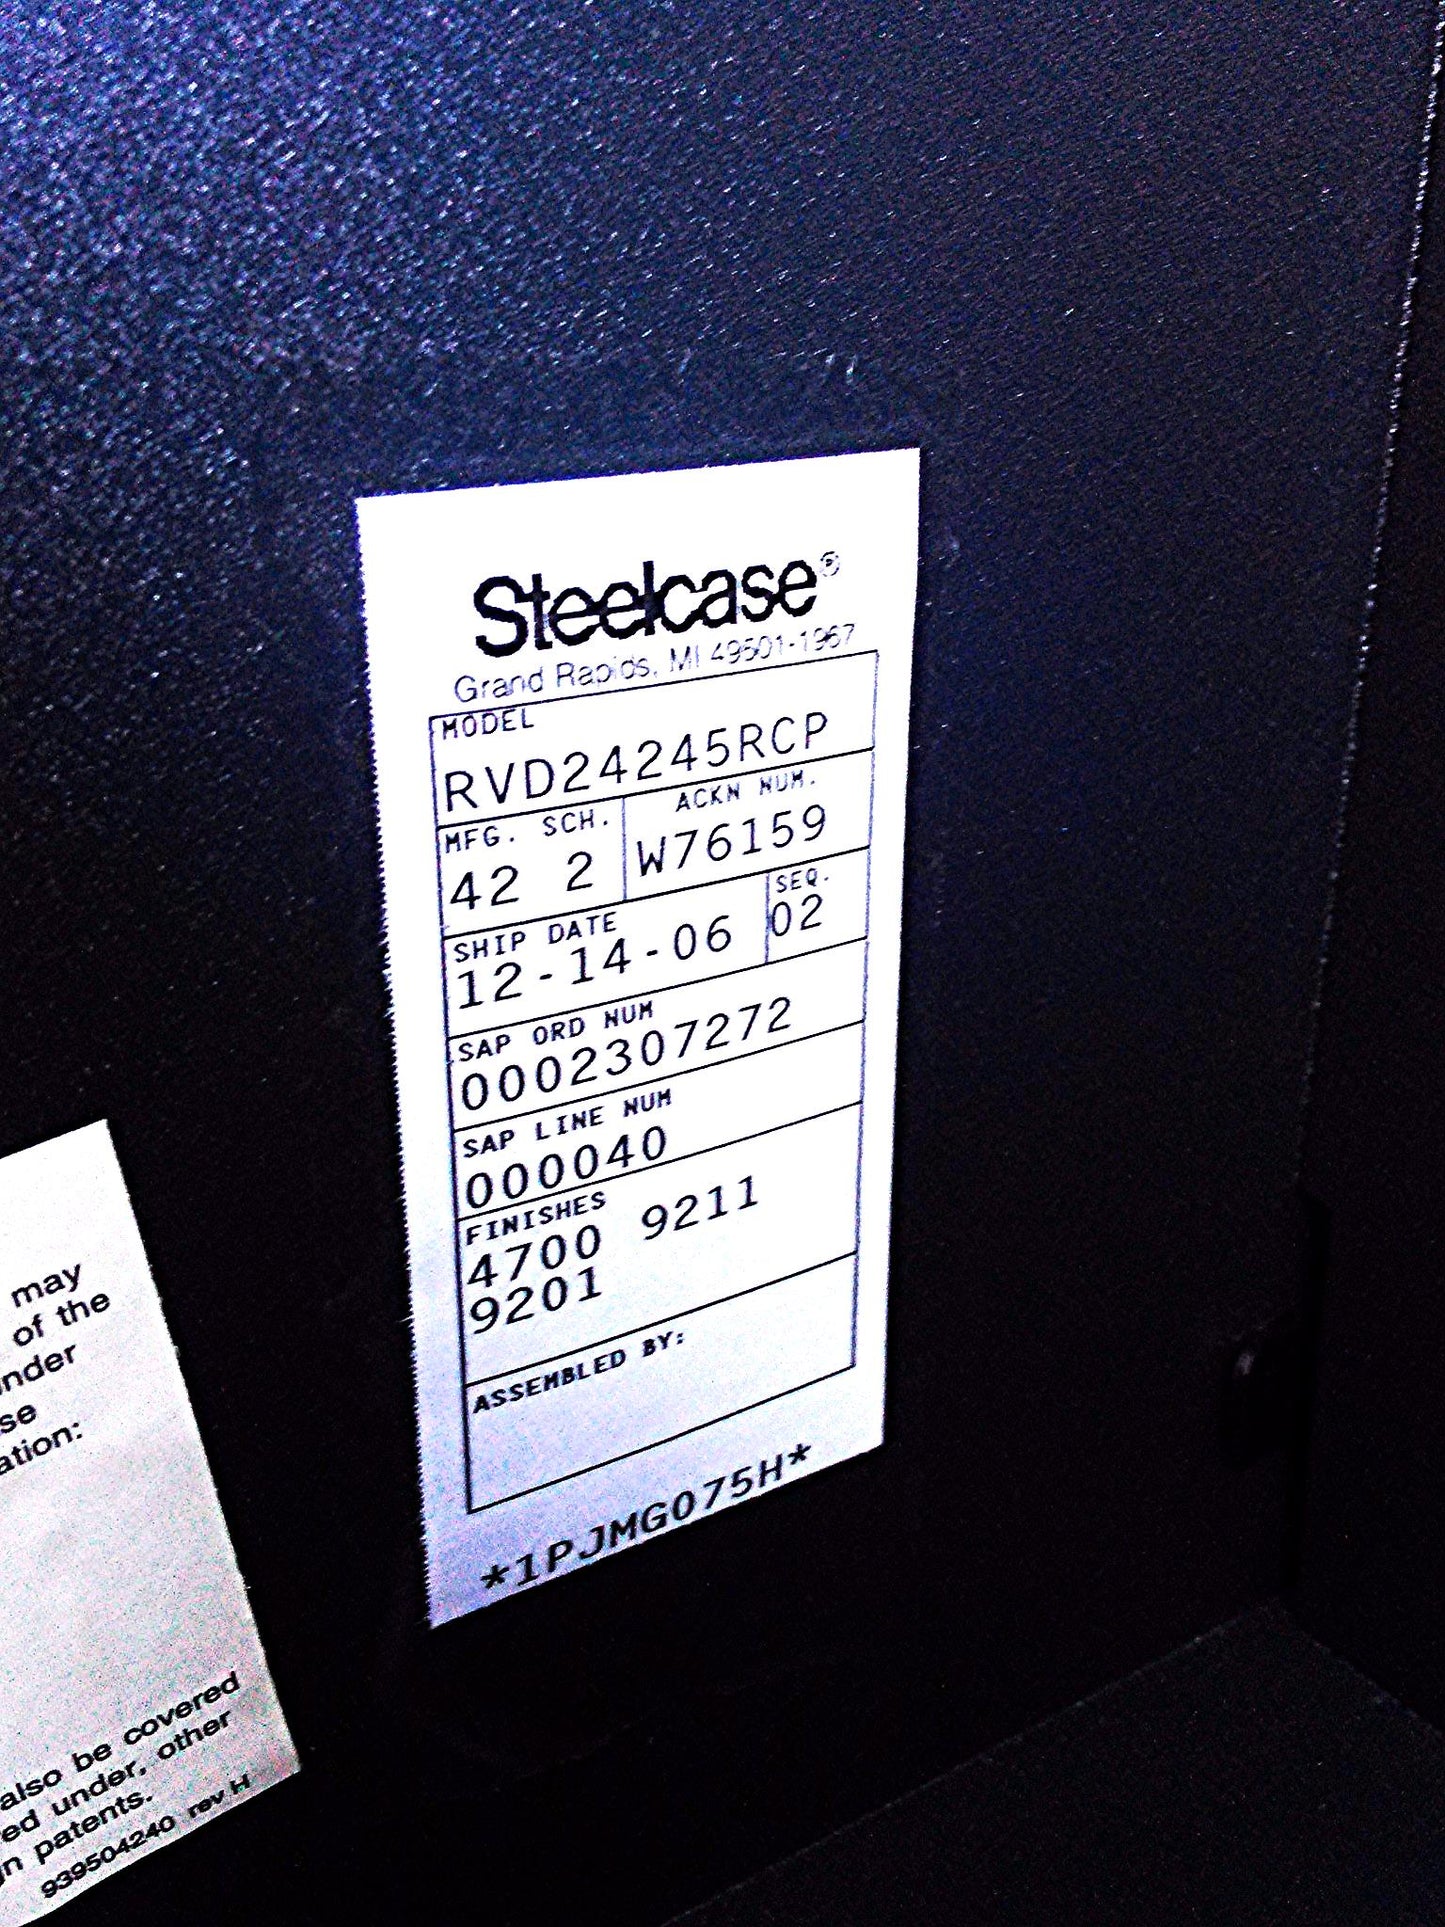 Steelcase®
Grand Rapids, MI 49501-1967
MODEL
RVD24245RCP
MFG. SCH. ACKN NUM.
42 2 W76159
SHIP DATE SEQ.
12-14-06 02
SAP ORD NUM
0002307272
SAP LINE NUM
000040
FINISHES
4700 9211
9201
ASSEMBLED BY:
*1PJMG075H*
may
of the
nder
se
ation:
also be covered
ed under, other
n patents.
939504240 rev H